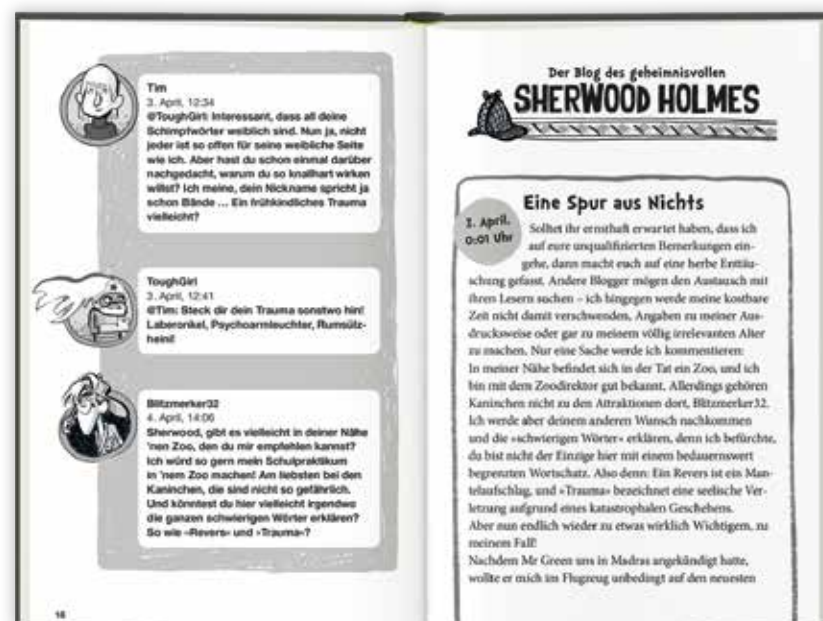 Tim
3. April, 12:34
@ToughGirl: Interessant, dass all deine
Schimpfwörter weiblich sind. Nun ja, nicht
jeder ist so offen für seine weibliche Seite
wie ich. Aber hast du schon einmal darüber
nachgedacht, warum du so knallhart wirken
willst? Ich meine, dein Nickname spricht ja
schon Bände ... Ein frühkindliches Trauma
vielleicht?
ToughGirl
3. April, 12:41
@Tim: Steck dir dein Trauma sonstwo hin!
Laberonkel, Psychoarmleuchter, Rumsülz-
heini!
Blitzmerker32
4. April, 14:06
Sherwood, gibt es vielleicht in deiner Nähe
'nen Zoo, den du mir empfehlen kannst?
Ich würd so gern mein Schulpraktikum
in 'nem Zoo machen! Am liebsten bei den
Kaninchen, die sind nicht so gefährlich.
Und könntest du hier vielleicht irgendwo
die ganzen schwierigen Wörter erklären?
So wie »Revers« und »Trauma«?
16
Der Blog des geheimnisvollen
SHERWOOD HOLMES
Eine Spur aus Nichts
1. April,
0:01 Uhr
Solltet ihr ernsthaft erwartet haben, dass ich
auf eure unqualifizierten Bemerkungen ein-
gehe, dann macht euch auf eine herbe Enttäu-
schung gefasst. Andere Blogger mögen den Austausch mit
ihren Lesern suchen – ich hingegen werde meine kostbare
Zeit nicht damit verschwenden, Angaben zu meiner Aus-
drucksweise oder gar zu meinem völlig irrelevanten Alter
zu machen. Nur eine Sache werde ich kommentieren:
In meiner Nähe befindet sich in der Tat ein Zoo, und ich
bin mit dem Zoodirektor gut bekannt. Allerdings gehören
Kaninchen nicht zu den Attraktionen dort, Blitzmerker32.
Ich werde aber deinem anderen Wunsch nachkommen
und die »schwierigen Wörter« erklären, denn ich befürchte,
du bist nicht der Einzige hier mit einem bedauernswert
begrenzten Wortschatz. Also denn: Ein Revers ist ein Man-
telaufschlag, und »Trauma« bezeichnet eine seelische Ver-
letzung aufgrund eines katastrophalen Geschehens.
Aber nun endlich wieder zu etwas wirklich Wichtigem, zu
meinem Fall!
Nachdem Mr Green uns in Madras angekündigt hatte,
wollte er mich im Flugzeug unbedingt auf den neuesten